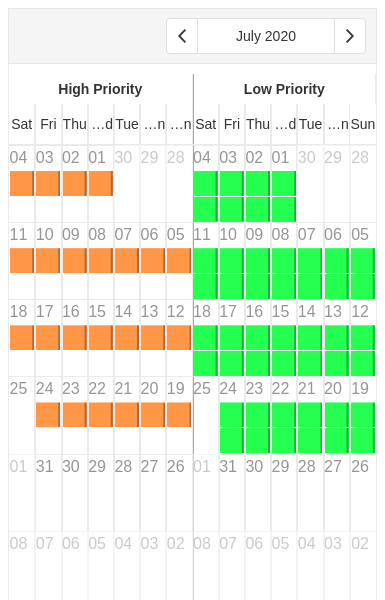 July 2020
High Priority Low Priority
Sat Fri Thu …d Tue …n …n Sat Fri Thu …d Tue …n Sun
04 03 02 01 30 29 28 04 03 02 01 30 29 28
11 10 09 08 07 06 05 11 10 09 08 07 06 05
18 17 16 15 14 13 12 18 17 16 15 14 13 12
25 24 23 22 21 20 19 25 24 23 22 21 20 19
01 31 30 29 28 27 26 01 31 30 29 28 27 26
08 07 06 05 04 03 02 08 07 06 05 04 03 02